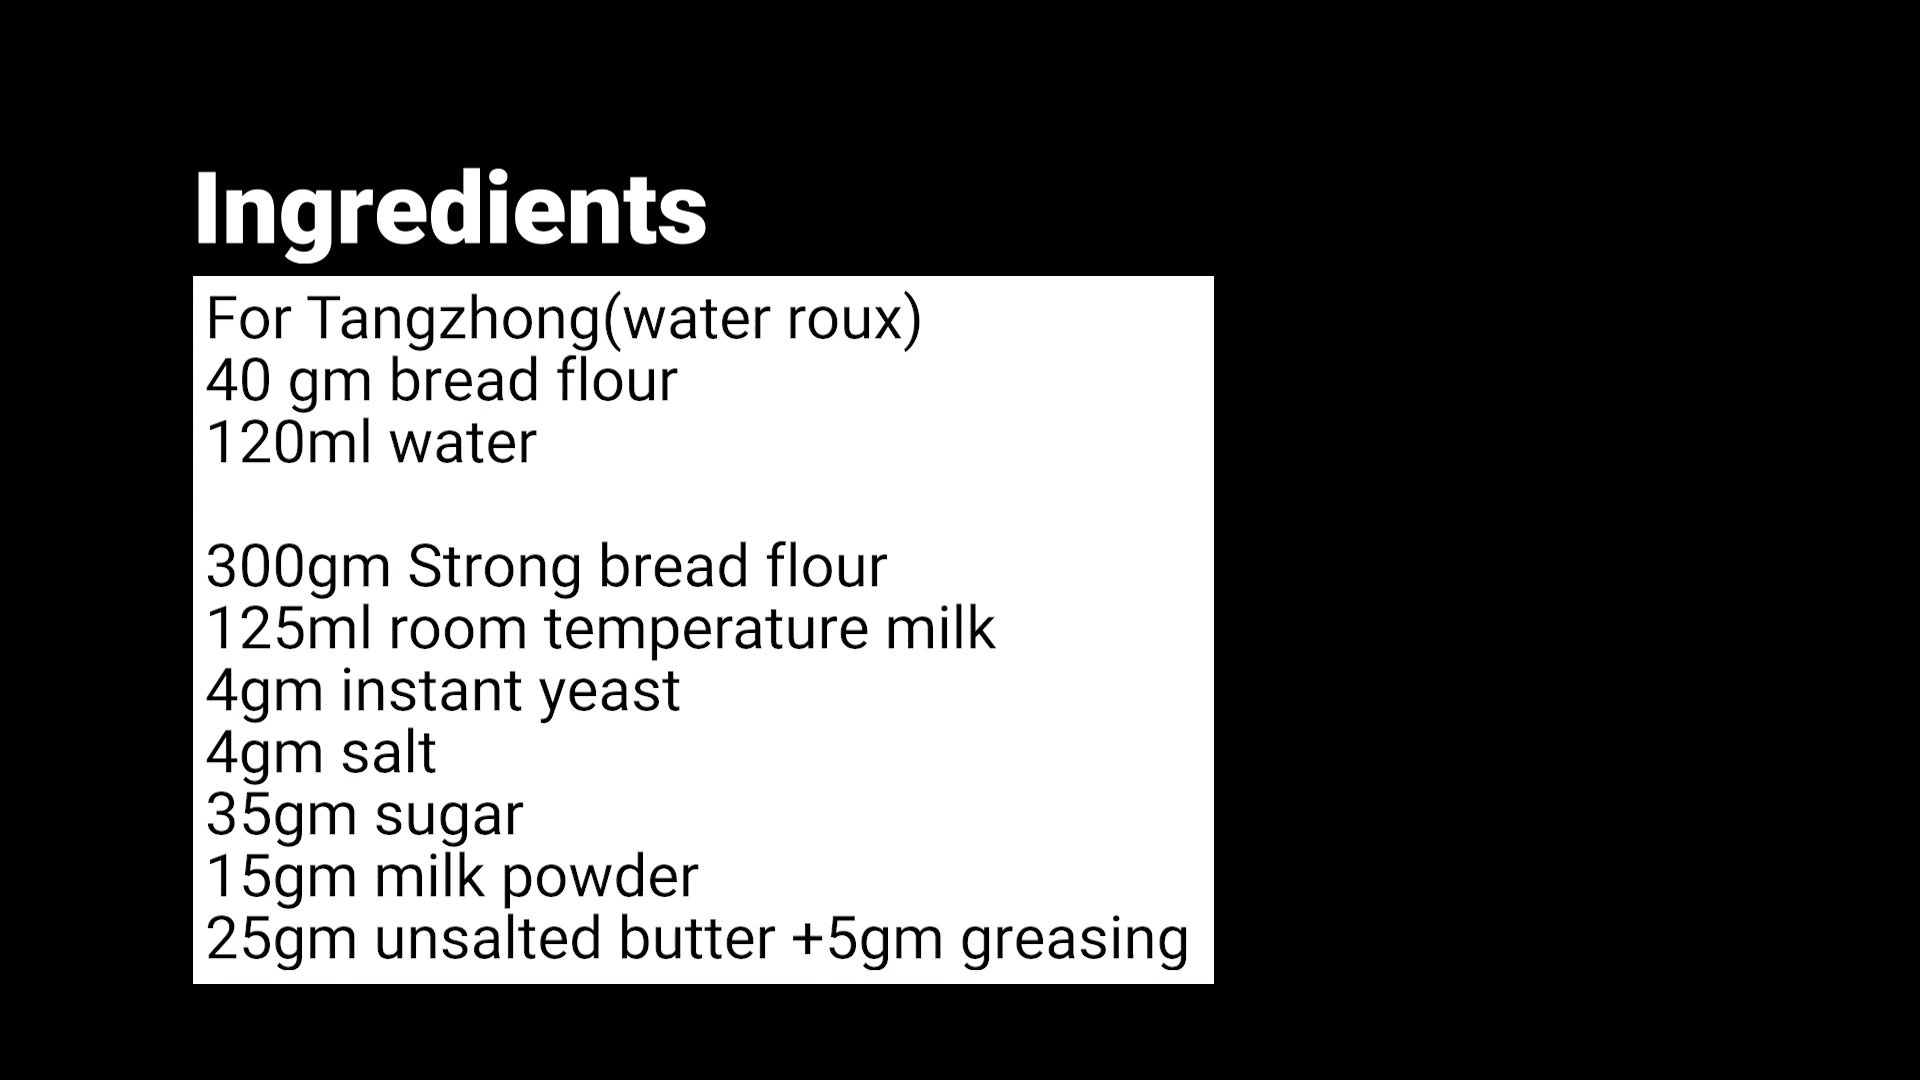 Ingredients
For Tangzhong(water roux)
40 gm bread flour
120ml water
300gm Strong bread flour
125ml room temperature milk
4gm instant yeast
4gm salt
35gm sugar
15gm milk powder
25gm unsalted butter +5gm greasing